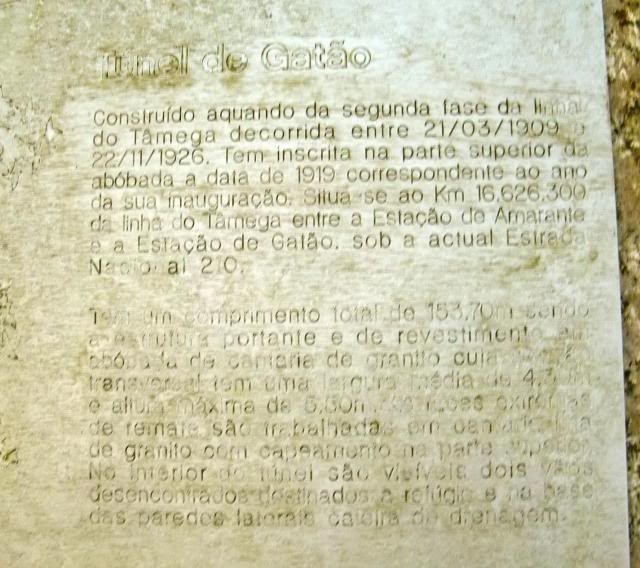 Túnel de Gatão
Construído aquando da segunda fase da linha
do Tâmega decorrida entre 21/03/1909 e
22/11/1926. Tem inscrita na parte superior da
abóbada a data de 1919 correspondente ao ano
da sua inauguração. Situa se ao Km 16,626.300
da linha do Tâmega entre a Estação de Amarante
e a Estação de Gatão, sob a actual Estrada
Nacional 210.
Tem um comprimento total de 153,70m sendo
a estrutura portante e de revestimento em
abóbada de cantaria de granito cuja
transversal tem uma largura média de
e altura máxima de
de remate são trabalhadas em
de granito com capeamento na parte superior
No interior do túnel são visíveis dois
desencontrados destinados a refúgio e na base
das paredes laterais caleira de drenagem.